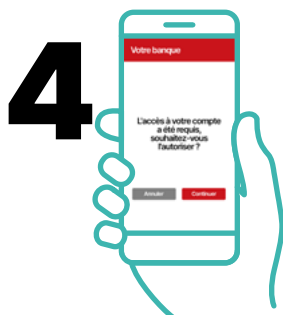 4
Votre banque
L'accès à votre compte
a été requis,
souhaitez-vous
l'autoriser ?
Annuler Continuer